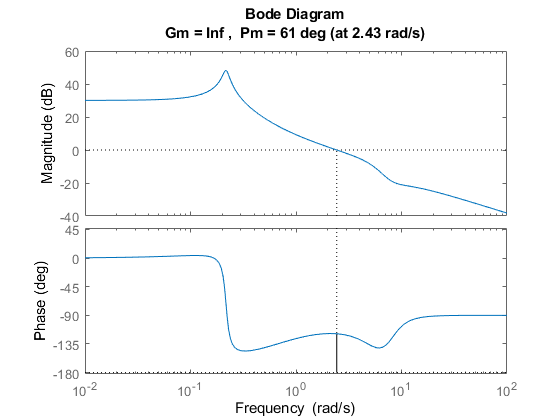 Bode Diagram
Gm = Inf , Pm = 61 deg (at 2.43 rad/s)
60
40
20
0
-20
-40
Magnitude (dB)
45
0
-45
-90
-135
-180
Phase (deg)
10^-2 10^-1 10^0 10^1 10^2
Frequency (rad/s)